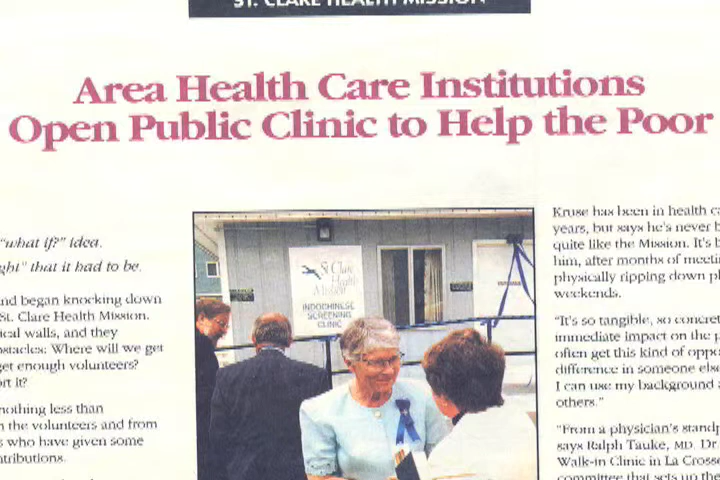 ST. CLARE HEALTH MISSION
Area Health Care Institutions
Open Public Clinic to Help the Poor
"what if?" idea.
ght" that it had to be.
nd began knocking down
St. Clare Health Mission.
ical walls, and they
bstacles: Where will we get
get enough volunteers?
rt it?
nothing less than
n the volunteers and from
s who have given some
ntributions.
St Clare
Health
Mission
INDOCHINESE
SCREENING
CLINIC
Kruse has been in health ca
years, but says he's never b
quite like the Mission. It's b
him, after months of meeti
physically ripping down pl
weekends.
"It's so tangible, so concret
immediate impact on the p
often get this kind of oppo
difference in someone else
I can use my background a
others."
"From a physician's standp
says Ralph Tauke, MD. Dr.
Walk-in Clinic in La Crosse
committee that sets up the